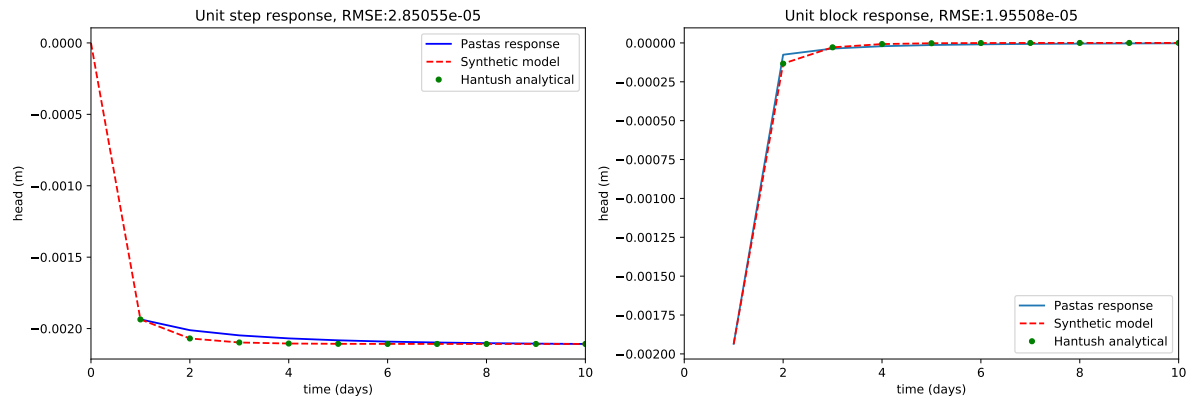 Unit step response, RMSE:2.85055e-05
Pastas response
Synthetic model
Hantush analytical
0.0000
−0.0005
−0.0010
−0.0015
−0.0020
head (m)
0 2 4 6 8 10
time (days)
Unit block response, RMSE:1.95508e-05
0.00000
−0.00025
−0.00050
−0.00075
−0.00100
−0.00125
−0.00150
−0.00175
−0.00200
head (m)
Pastas response
Synthetic model
Hantush analytical
0 2 4 6 8 10
time (days)